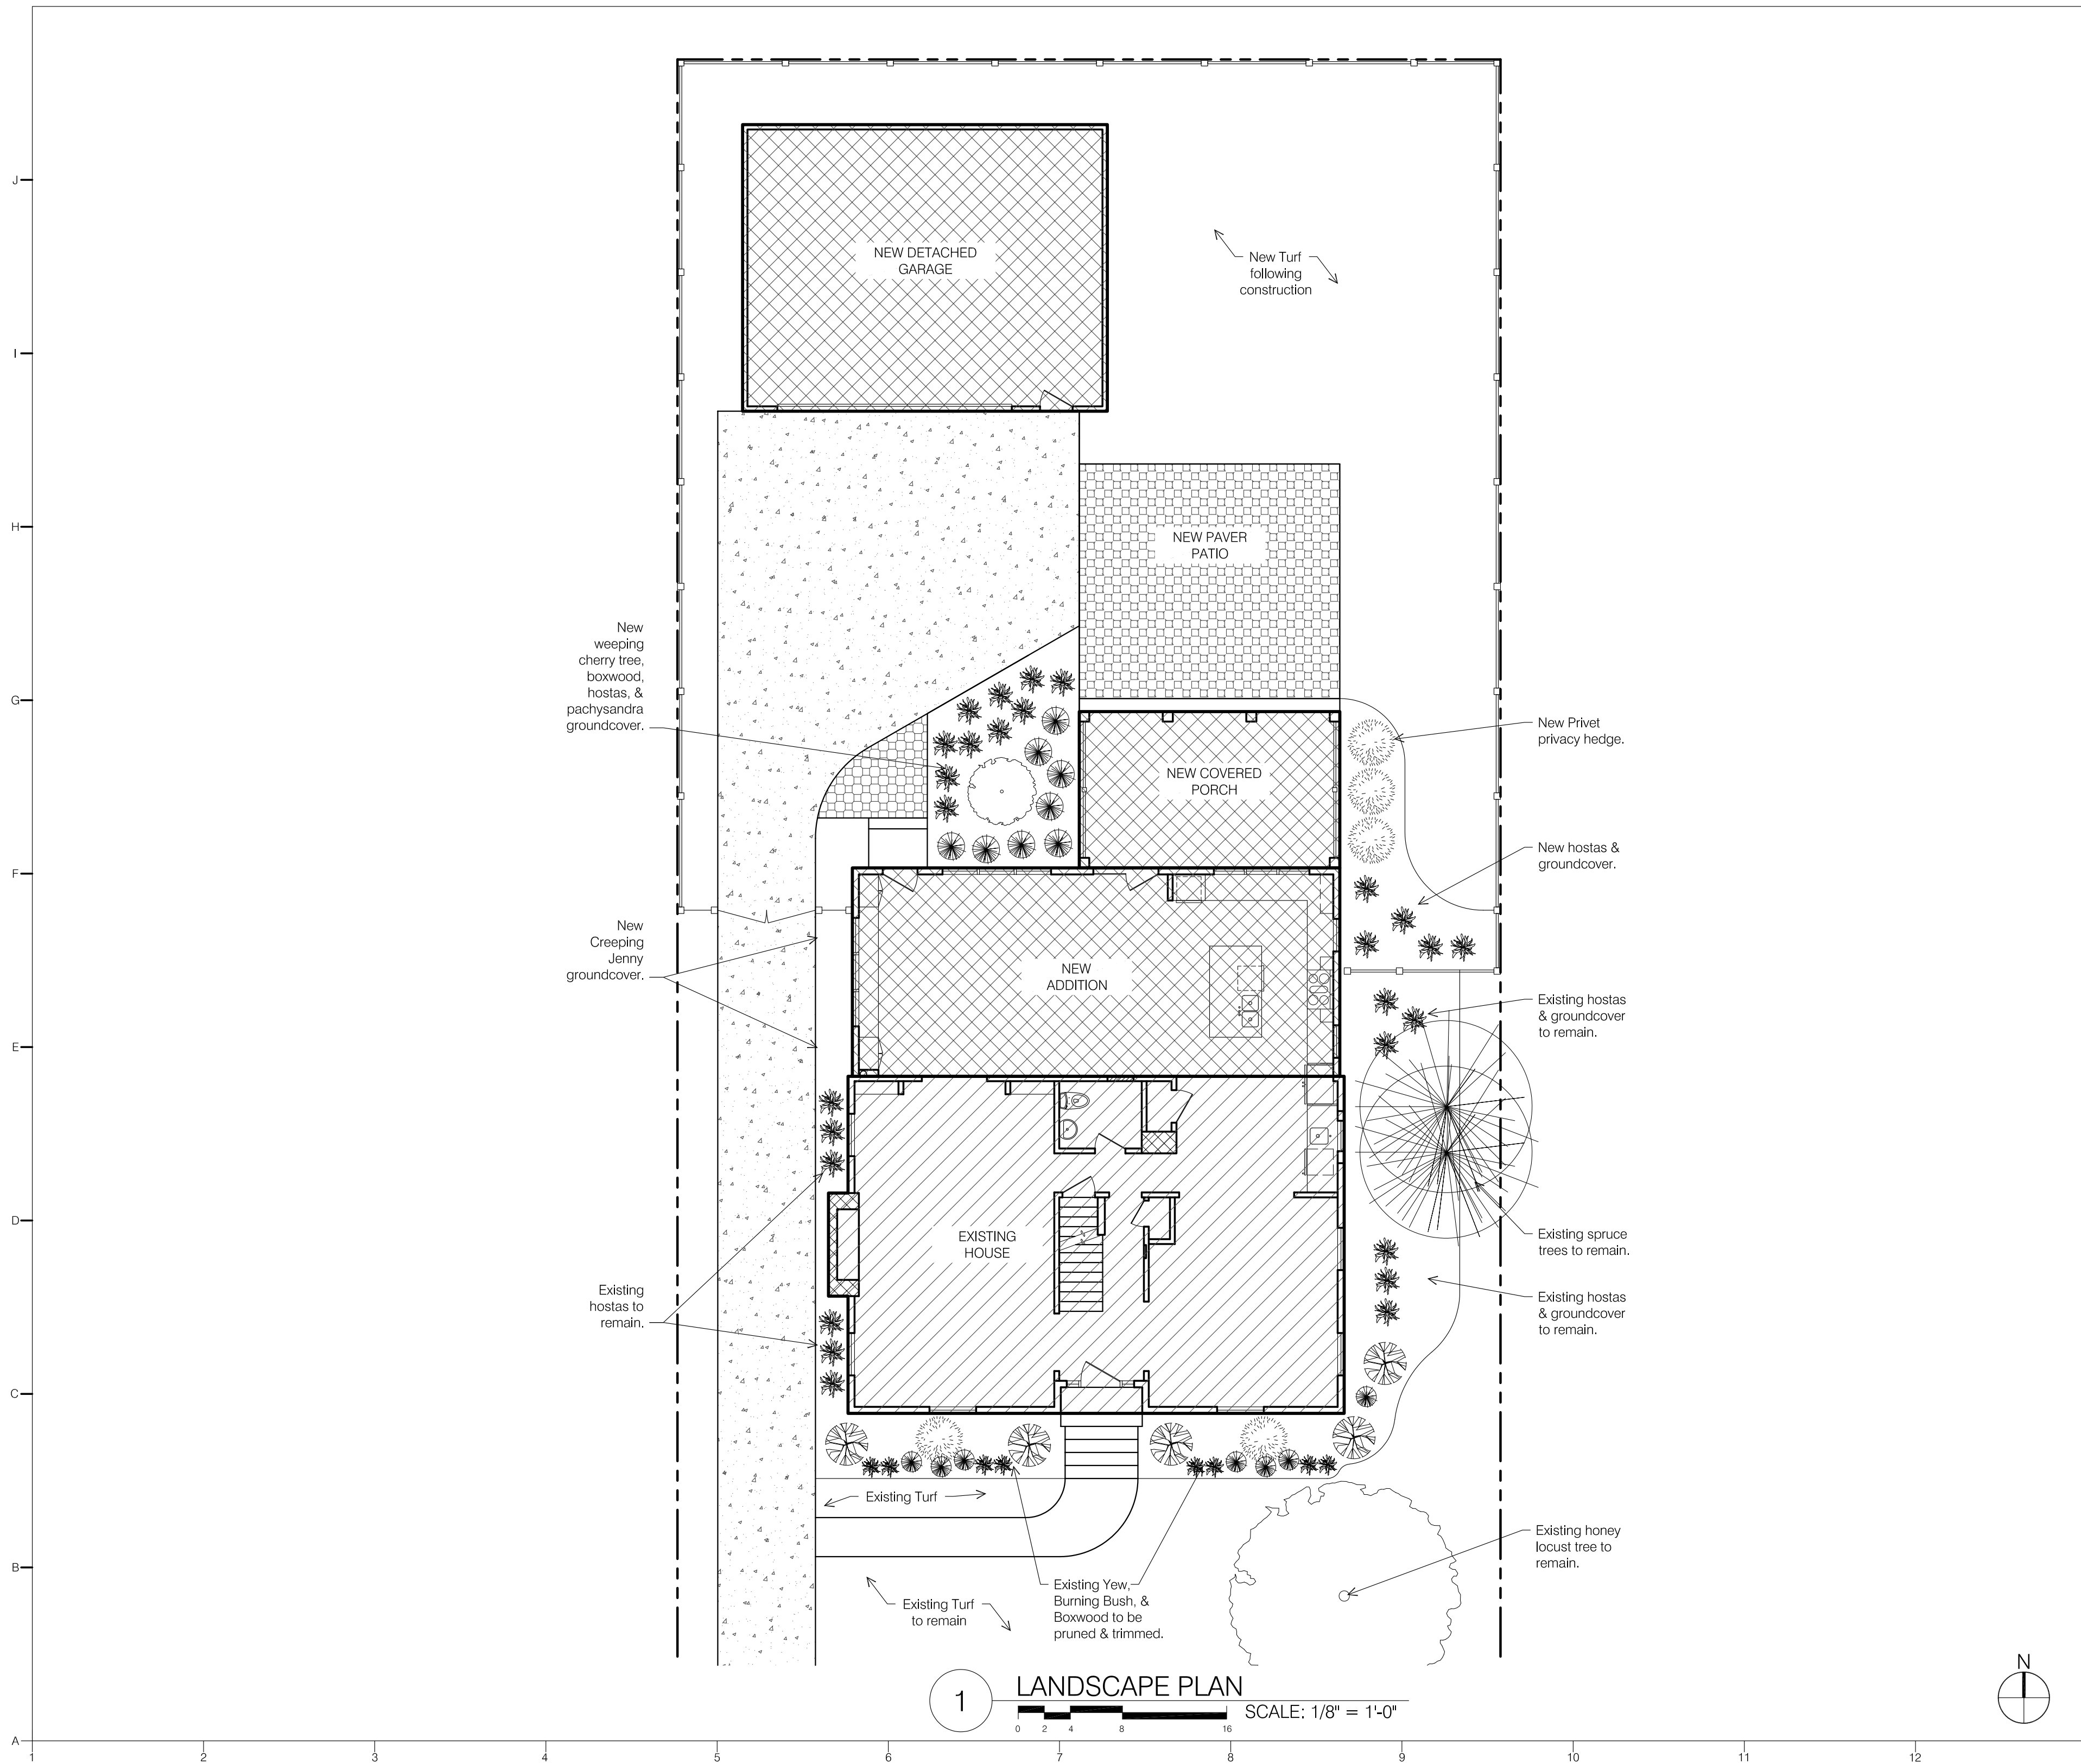 J
I
H
G
F
E
D
C
B
A
NEW DETACHED
GARAGE
New Turf
following
construction
NEW PAVER
PATIO
New
weeping
cherry tree,
boxwood,
hostas, &
pachysandra
groundcover.
New Privet
privacy hedge.
NEW COVERED
PORCH
New hostas &
groundcover.
New
Creeping
Jenny
groundcover.
NEW
ADDITION
Existing hostas
& groundcover
to remain.
EXISTING
HOUSE
Existing spruce
trees to remain.
Existing
hostas to
remain.
Existing hostas
& groundcover
to remain.
Existing Turf
Existing honey
locust tree to
remain.
Existing Turf
to remain
Existing Yew,
Burning Bush, &
Boxwood to be
pruned & trimmed.
1
LANDSCAPE PLAN
SCALE: 1/8" = 1'-0"
0 2 4 8 16
N
1 2 3 4 5 6 7 8 9 10 11 12